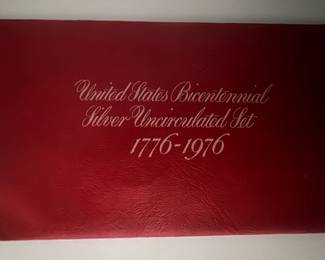 United States Bicentennial
Silver Uncirculated Set
1776-1976